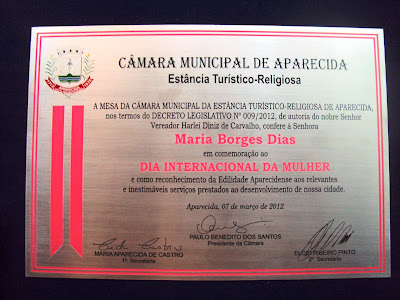 CÂMARA MUNICIPAL DE APARECIDA
Estância Turístico-Religiosa
A MESA DA CÂMARA MUNICIPAL DA ESTÂNCIA TURÍSTICO-RELIGIOSA DE APARECIDA,
nos termos do DECRETO LEGISLATIVO Nº 009/2012, de autoria do nobre Senhor
Vereador Harlei Diniz de Carvalho, confere à Senhora
Maria Borges Dias
em comemoração ao
DIA INTERNACIONAL DA MULHER
e como reconhecimento da Edilidade Aparecidense aos relevantes
e inestimáveis serviços prestados ao desenvolvimento de nossa cidade.
Aparecida, 07 de março de 2012.
MARIA APARECIDA DE CASTRO
1ª Secretária
PAULO BENEDITO DOS SANTOS
Presidente da Câmara
ELCIO RIBEIRO PINTO
2º Secretário